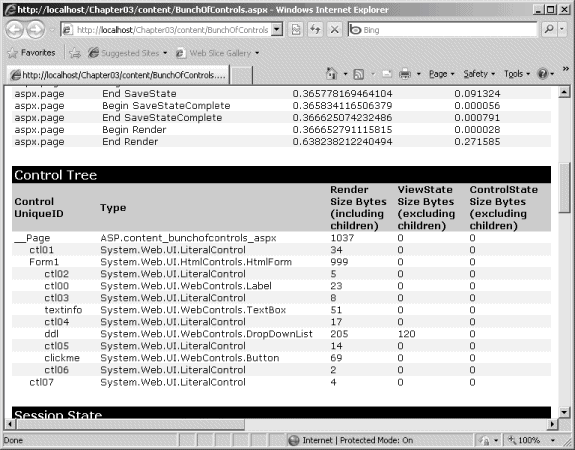 http://localhost/Chapter03/content/BunchOfControls.aspx - Windows Internet Explorer
http://localhost/Chapter03/content/BunchOfControls.aspx Bing
Favorites Suggested Sites Web Slice Gallery
http://localhost/Chapter03/content/BunchOfControls.... Page Safety Tools
aspx.page End SaveState 0.365778169464104 0.091324
aspx.page Begin SaveStateComplete 0.365834116506379 0.000056
aspx.page End SaveStateComplete 0.366625074232486 0.000791
aspx.page Begin Render 0.366652791115815 0.000028
aspx.page End Render 0.638238212240494 0.271585
Control Tree
Control UniqueID Type Render Size Bytes (including children) ViewState Size Bytes (excluding children) ControlState Size Bytes (excluding children)
__Page ASP.content_bunchofcontrols_aspx 1037 0 0
ctl01 System.Web.UI.LiteralControl 34 0 0
Form1 System.Web.UI.HtmlControls.HtmlForm 999 0 0
ctl02 System.Web.UI.LiteralControl 5 0 0
ctl00 System.Web.UI.WebControls.Label 23 0 0
ctl03 System.Web.UI.LiteralControl 8 0 0
textinfo System.Web.UI.WebControls.TextBox 51 0 0
ctl04 System.Web.UI.LiteralControl 17 0 0
ddl System.Web.UI.WebControls.DropDownList 205 120 0
ctl05 System.Web.UI.LiteralControl 14 0 0
clickme System.Web.UI.WebControls.Button 69 0 0
ctl06 System.Web.UI.LiteralControl 2 0 0
ctl07 System.Web.UI.LiteralControl 4 0 0
Session State
Done Internet | Protected Mode: On 100%